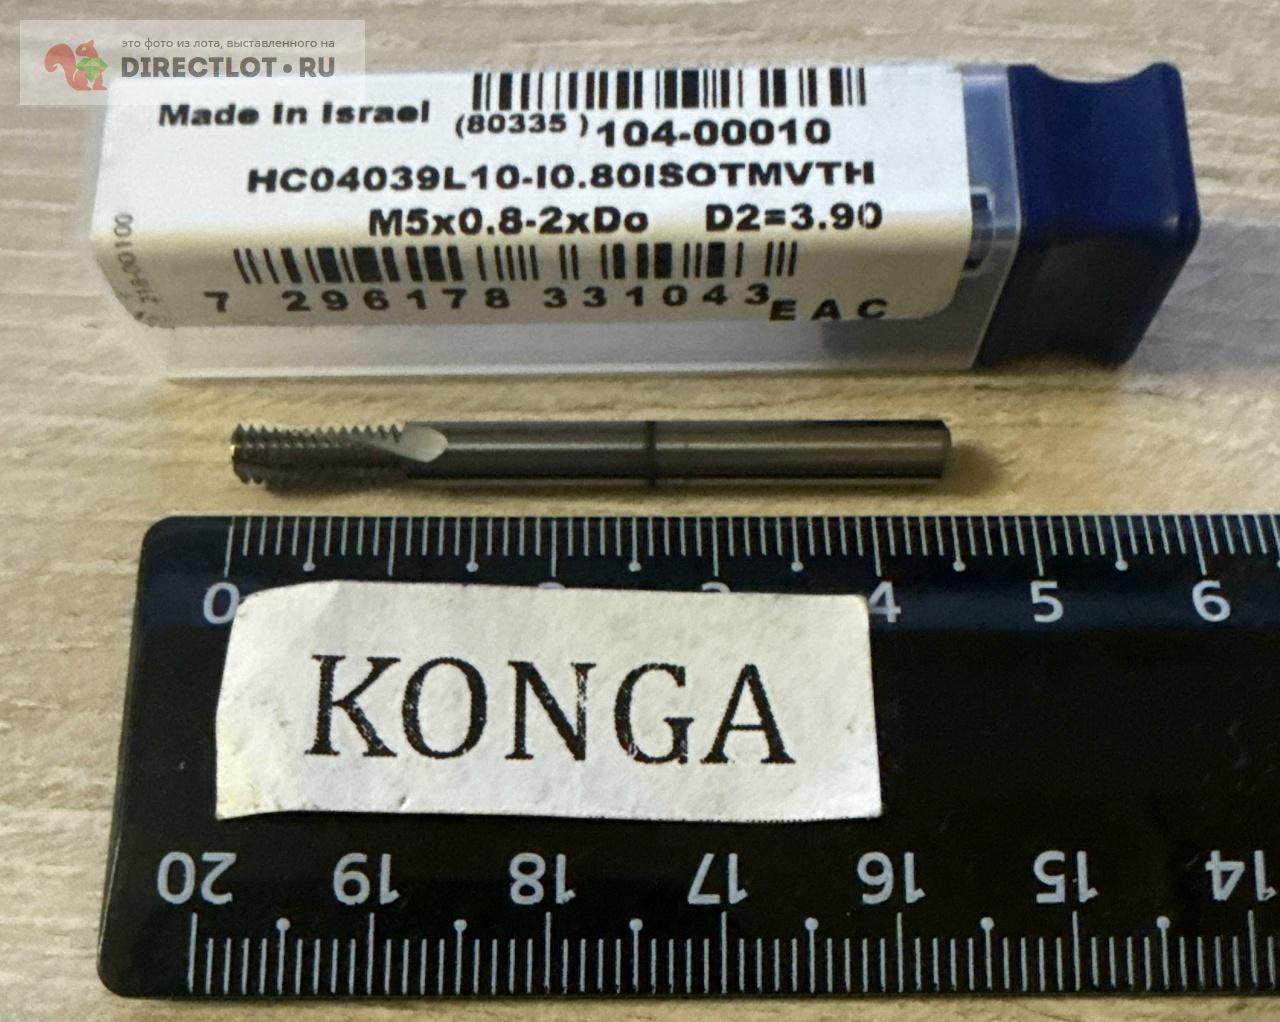 это фото из лота, выставленного на
DIRECTLOT.RU
Made In Israel
(80335) 104-00010
HC04039L10-I0.80ISOTMVTH
M5x0.8-2xDo D2=3.90
7 296178 331043
EAC
0 4 5 6
KONGA
20 19 18 17 16 15 14